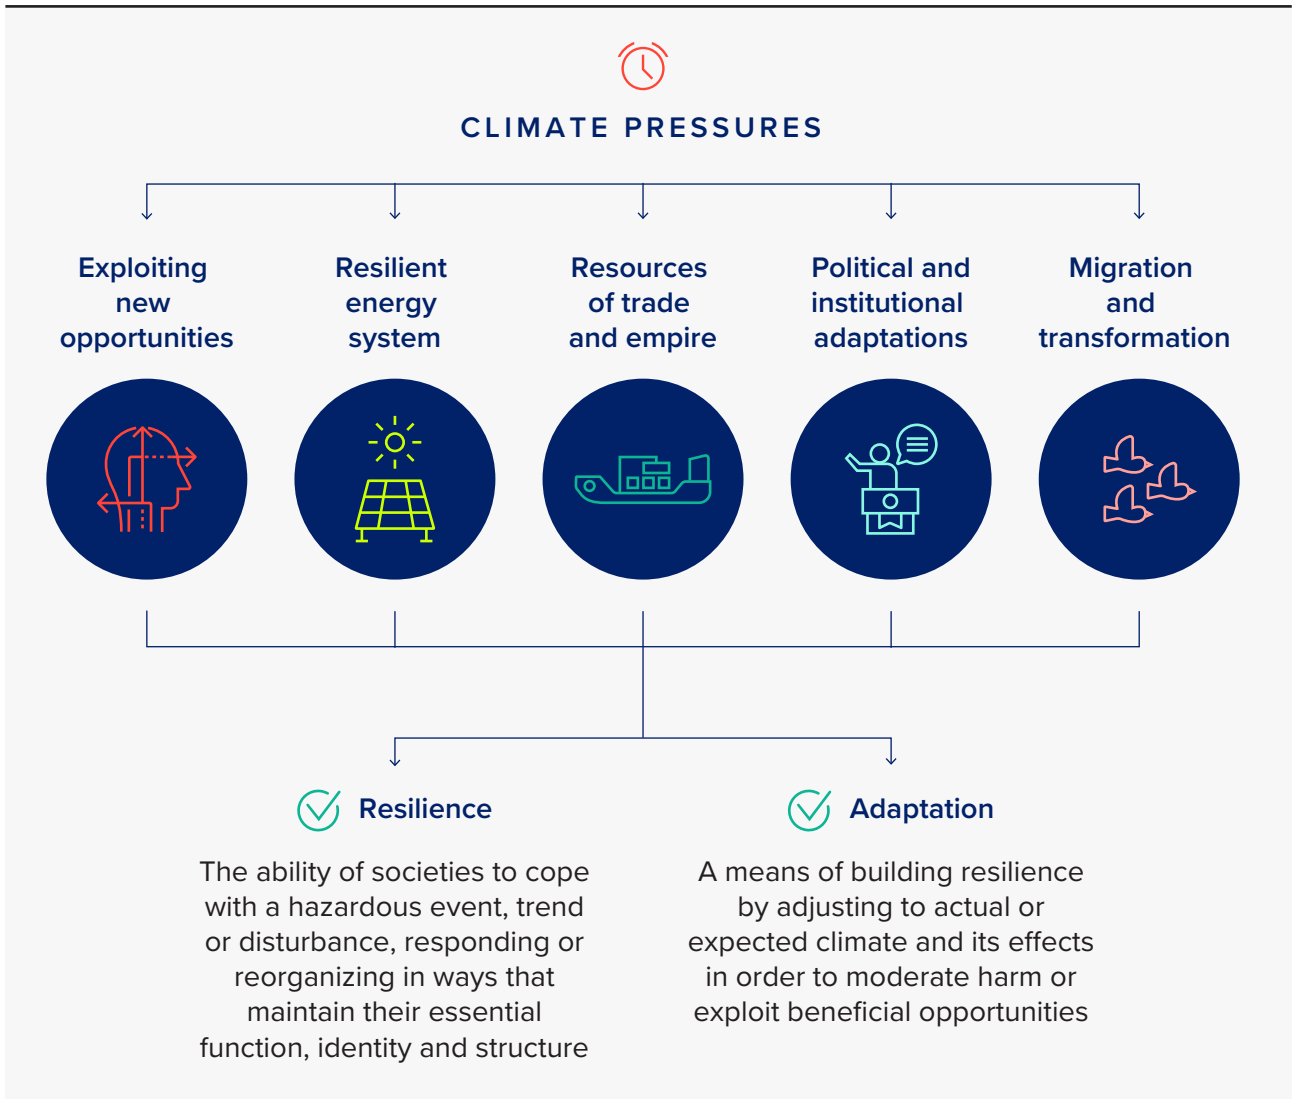 CLIMATE PRESSURES
Exploiting
new
opportunities
Resilient
energy
system
Resources
of trade
and empire
Political and
institutional
adaptations
Migration
and
transformation
Resilience
The ability of societies to cope
with a hazardous event, trend
or disturbance, responding or
reorganizing in ways that
maintain their essential
function, identity and structure
Adaptation
A means of building resilience
by adjusting to actual or
expected climate and its effects
in order to moderate harm or
exploit beneficial opportunities